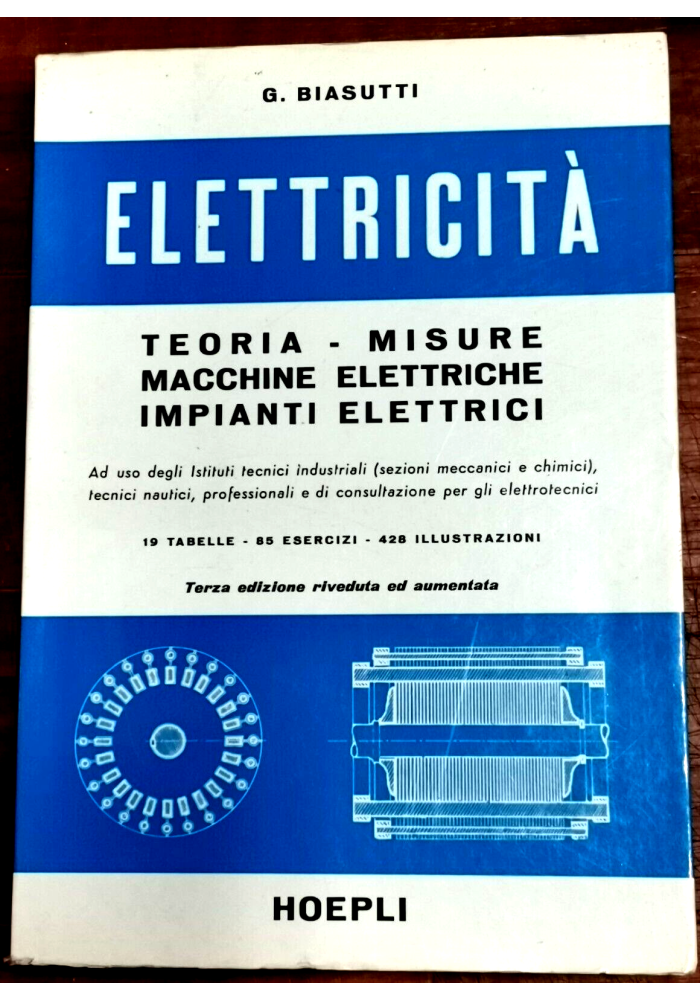 G. BIASUTTI
ELETTRICITÀ
TEORIA - MISURE
MACCHINE ELETTRICHE
IMPIANTI ELETTRICI
Ad uso degli Istituti tecnici industriali (sezioni meccanici e chimici),
tecnici nautici, professionali e di consultazione per gli elettrotecnici
19 TABELLE - 85 ESERCIZI - 428 ILLUSTRAZIONI
Terza edizione riveduta ed aumentata
HOEPLI